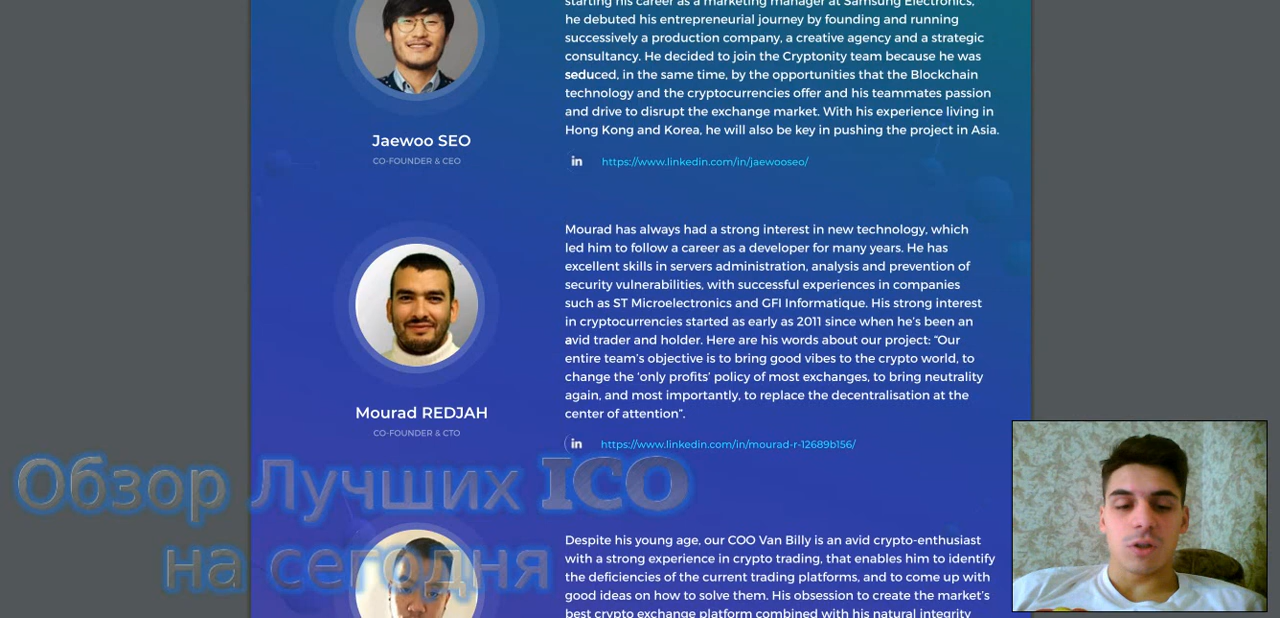 starting his career as a marketing manager at Samsung Electronics,
he debuted his entrepreneurial journey by founding and running
successively a production company, a creative agency and a strategic
consultancy. He decided to join the Cryptonity team because he was
seduced, in the same time, by the opportunities that the Blockchain
technology and the cryptocurrencies offer and his teammates passion
and drive to disrupt the exchange market. With his experience living in
Hong Kong and Korea, he will also be key in pushing the project in Asia.
Jaewoo SEO
CO-FOUNDER & CEO
in https://www.linkedin.com/in/jaewooseo/
Mourad has always had a strong interest in new technology, which
led him to follow a career as a developer for many years. He has
excellent skills in servers administration, analysis and prevention of
security vulnerabilities, with successful experiences in companies
such as ST Microelectronics and GFI Informatique. His strong interest
in cryptocurrencies started as early as 2011 since when he's been an
avid trader and holder. Here are his words about our project: "Our
entire team's objective is to bring good vibes to the crypto world, to
change the 'only profits' policy of most exchanges, to bring neutrality
again, and most importantly, to replace the decentralisation at the
center of attention".
Mourad REDJAH
CO-FOUNDER & CTO
in https://www.linkedin.com/in/mourad-r-12689b156/
Обзор Лучших ICO
на сегодня
Despite his young age, our COO Van Billy is an avid crypto-enthusiast
with a strong experience in crypto trading, that enables him to identify
the deficiencies of the current trading platforms, and to come up with
good ideas on how to solve them. His obsession to create the market's
best crypto exchange platform combined with his natural integrity